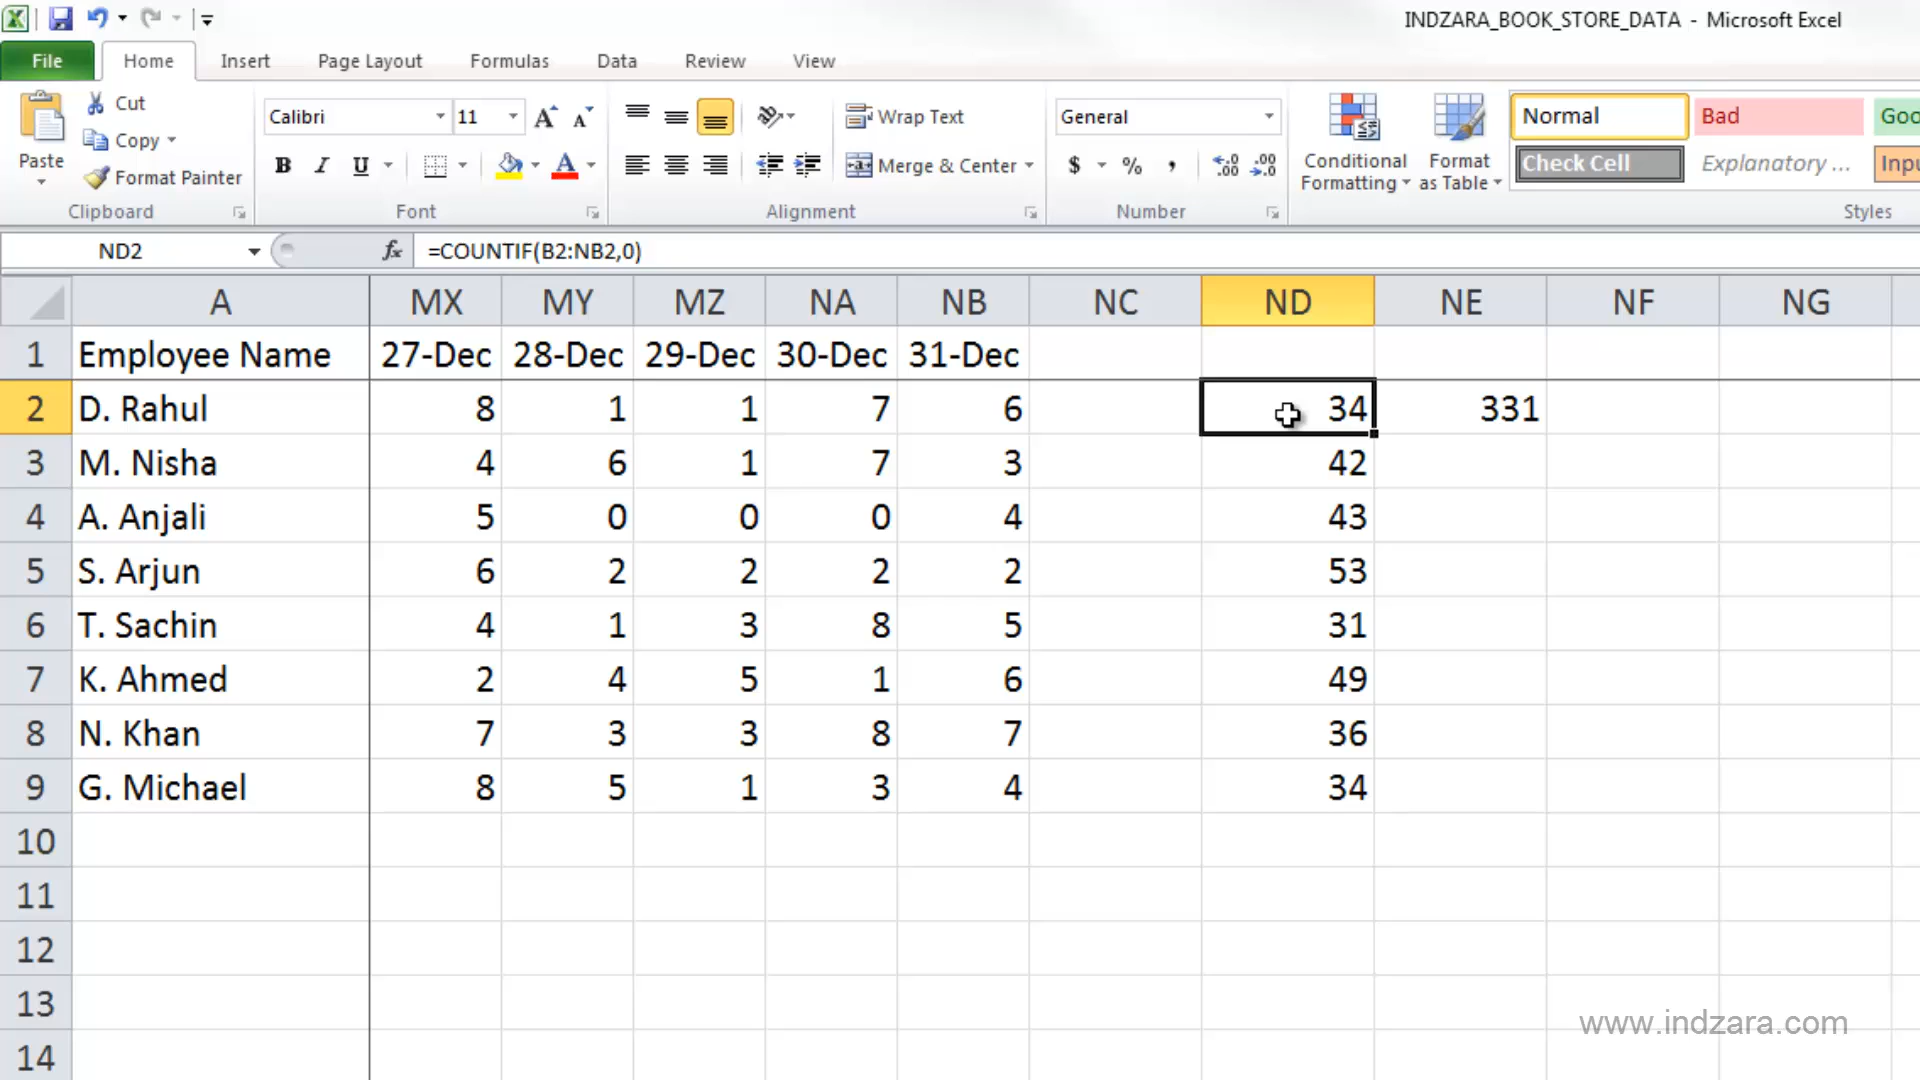 INDZARA_BOOK_STORE_DATA - Microsoft Excel
File Home Insert Page Layout Formulas Data Review View
Paste
Cut
Copy
Format Painter
Clipboard
Calibri 11
B I U A
Font
Wrap Text
Merge & Center
Alignment
General
$ % , .0 .00 .00 .0
Number
Conditional Formatting
Format as Table
Normal Bad Goo
Check Cell Explanatory ... Inpu
Styles
ND2 fx =COUNTIF(B2:NB2,0)
A MX MY MZ NA NB NC ND NE NF NG
1 Employee Name 27-Dec 28-Dec 29-Dec 30-Dec 31-Dec
2 D. Rahul 8 1 1 7 6 34 331
3 M. Nisha 4 6 1 7 3 42
4 A. Anjali 5 0 0 0 4 43
5 S. Arjun 6 2 2 2 2 53
6 T. Sachin 4 1 3 8 5 31
7 K. Ahmed 2 4 5 1 6 49
8 N. Khan 7 3 3 8 7 36
9 G. Michael 8 5 1 3 4 34
10
11
12
13
14
www.indzara.com